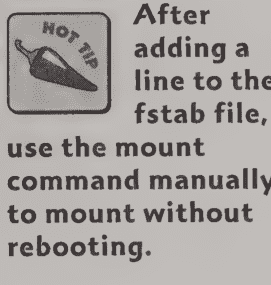 HOT TIP
After
adding a
line to the
fstab file,
use the mount
command manually
to mount without
rebooting.